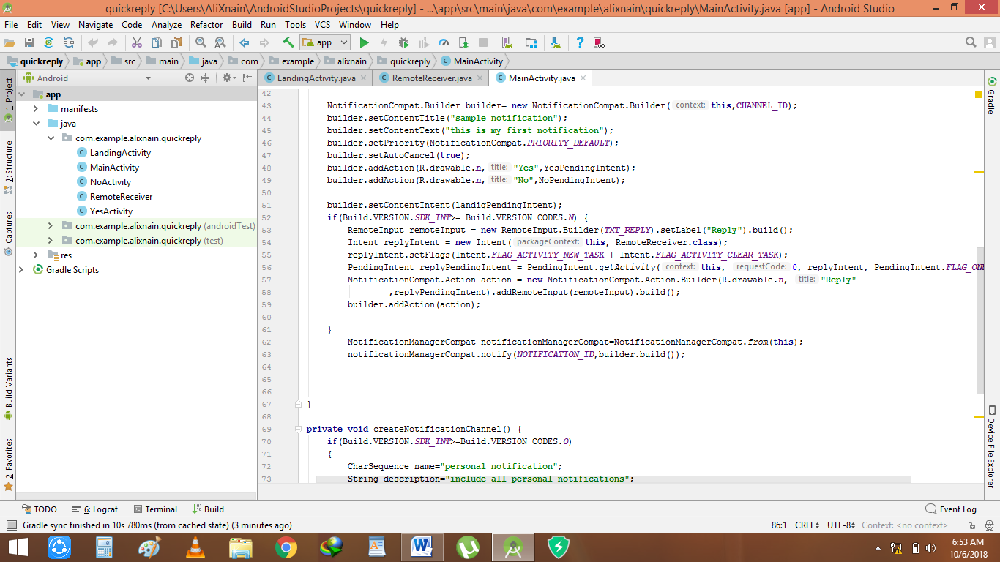 quickreply [C:\Users\AliXnain\AndroidStudioProjects\quickreply] - ...\app\src\main\java\com\example\alixnain\quickreply\MainActivity.java [app] - Android Studio
File Edit View Navigate Code Analyze Refactor Build Run Tools VCS Window Help
app
quickreply app src main java com example alixnain quickreply MainActivity
Android
LandingActivity.java RemoteReceiver.java MainActivity.java
1: Project
7: Structure
Captures
Build Variants
2: Favorites
app
manifests
java
com.example.alixnain.quickreply
LandingActivity
MainActivity
NoActivity
RemoteReceiver
YesActivity
com.example.alixnain.quickreply (androidTest)
com.example.alixnain.quickreply (test)
res
Gradle Scripts
42
43 NotificationCompat.Builder builder= new NotificationCompat.Builder( context: this,CHANNEL_ID);
44 builder.setContentTitle("sample notification");
45 builder.setContentText("this is my first notification");
46 builder.setPriority(NotificationCompat.PRIORITY_DEFAULT);
47 builder.setAutoCancel(true);
48 builder.addAction(R.drawable.n, title: "Yes",YesPendingIntent);
49 builder.addAction(R.drawable.n, title: "No",NoPendingIntent);
50
51 builder.setContentIntent(landigPendingIntent);
52 if(Build.VERSION.SDK_INT>= Build.VERSION_CODES.N) {
53 RemoteInput remoteInput = new RemoteInput.Builder(TXT_REPLY).setLabel("Reply").build();
54 Intent replyIntent = new Intent( packageContext: this, RemoteReceiver.class);
55 replyIntent.setFlags(Intent.FLAG_ACTIVITY_NEW_TASK | Intent.FLAG_ACTIVITY_CLEAR_TASK);
56 PendingIntent replyPendingIntent = PendingIntent.getActivity( context: this, requestCode: 0, replyIntent, PendingIntent.FLAG_ONE
57 NotificationCompat.Action action = new NotificationCompat.Action.Builder(R.drawable.n, title: "Reply"
58 ,replyPendingIntent).addRemoteInput(remoteInput).build();
59 builder.addAction(action);
60
61 }
62 NotificationManagerCompat notificationManagerCompat=NotificationManagerCompat.from(this);
63 notificationManagerCompat.notify(NOTIFICATION_ID,builder.build());
64
65
66
67 }
68
69 private void createNotificationChannel() {
70 if(Build.VERSION.SDK_INT>=Build.VERSION_CODES.O)
71 {
72 CharSequence name="personal notification";
73 String description="include all personal notifications";
Gradle
Device File Explorer
TODO 6: Logcat Terminal Build Event Log
Gradle sync finished in 10s 780ms (from cached state) (3 minutes ago) 86:1 CRLF UTF-8 Context: <no context>
6:53 AM
10/6/2018